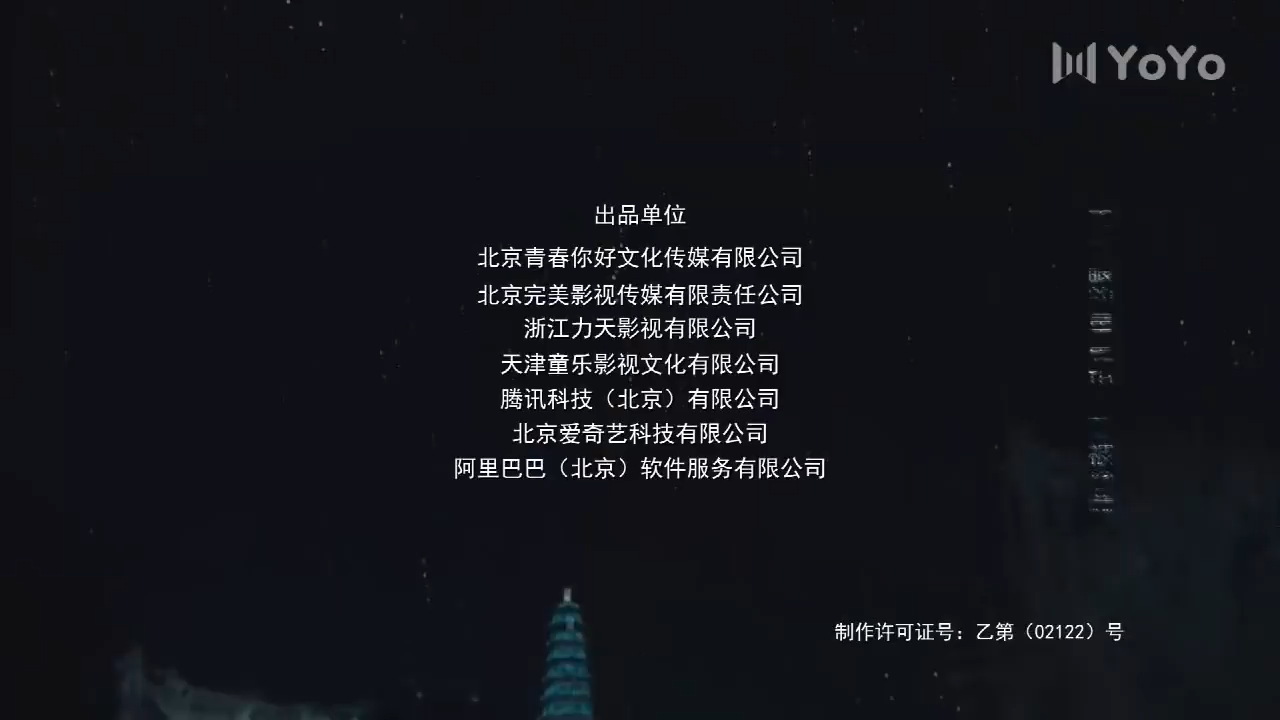 YoYo
出品单位
北京青春你好文化传媒有限公司
北京完美影视传媒有限责任公司
浙江力天影视有限公司
天津童乐影视文化有限公司
腾讯科技（北京）有限公司
北京爱奇艺科技有限公司
阿里巴巴（北京）软件服务有限公司
制作许可证号：乙第（02122）号